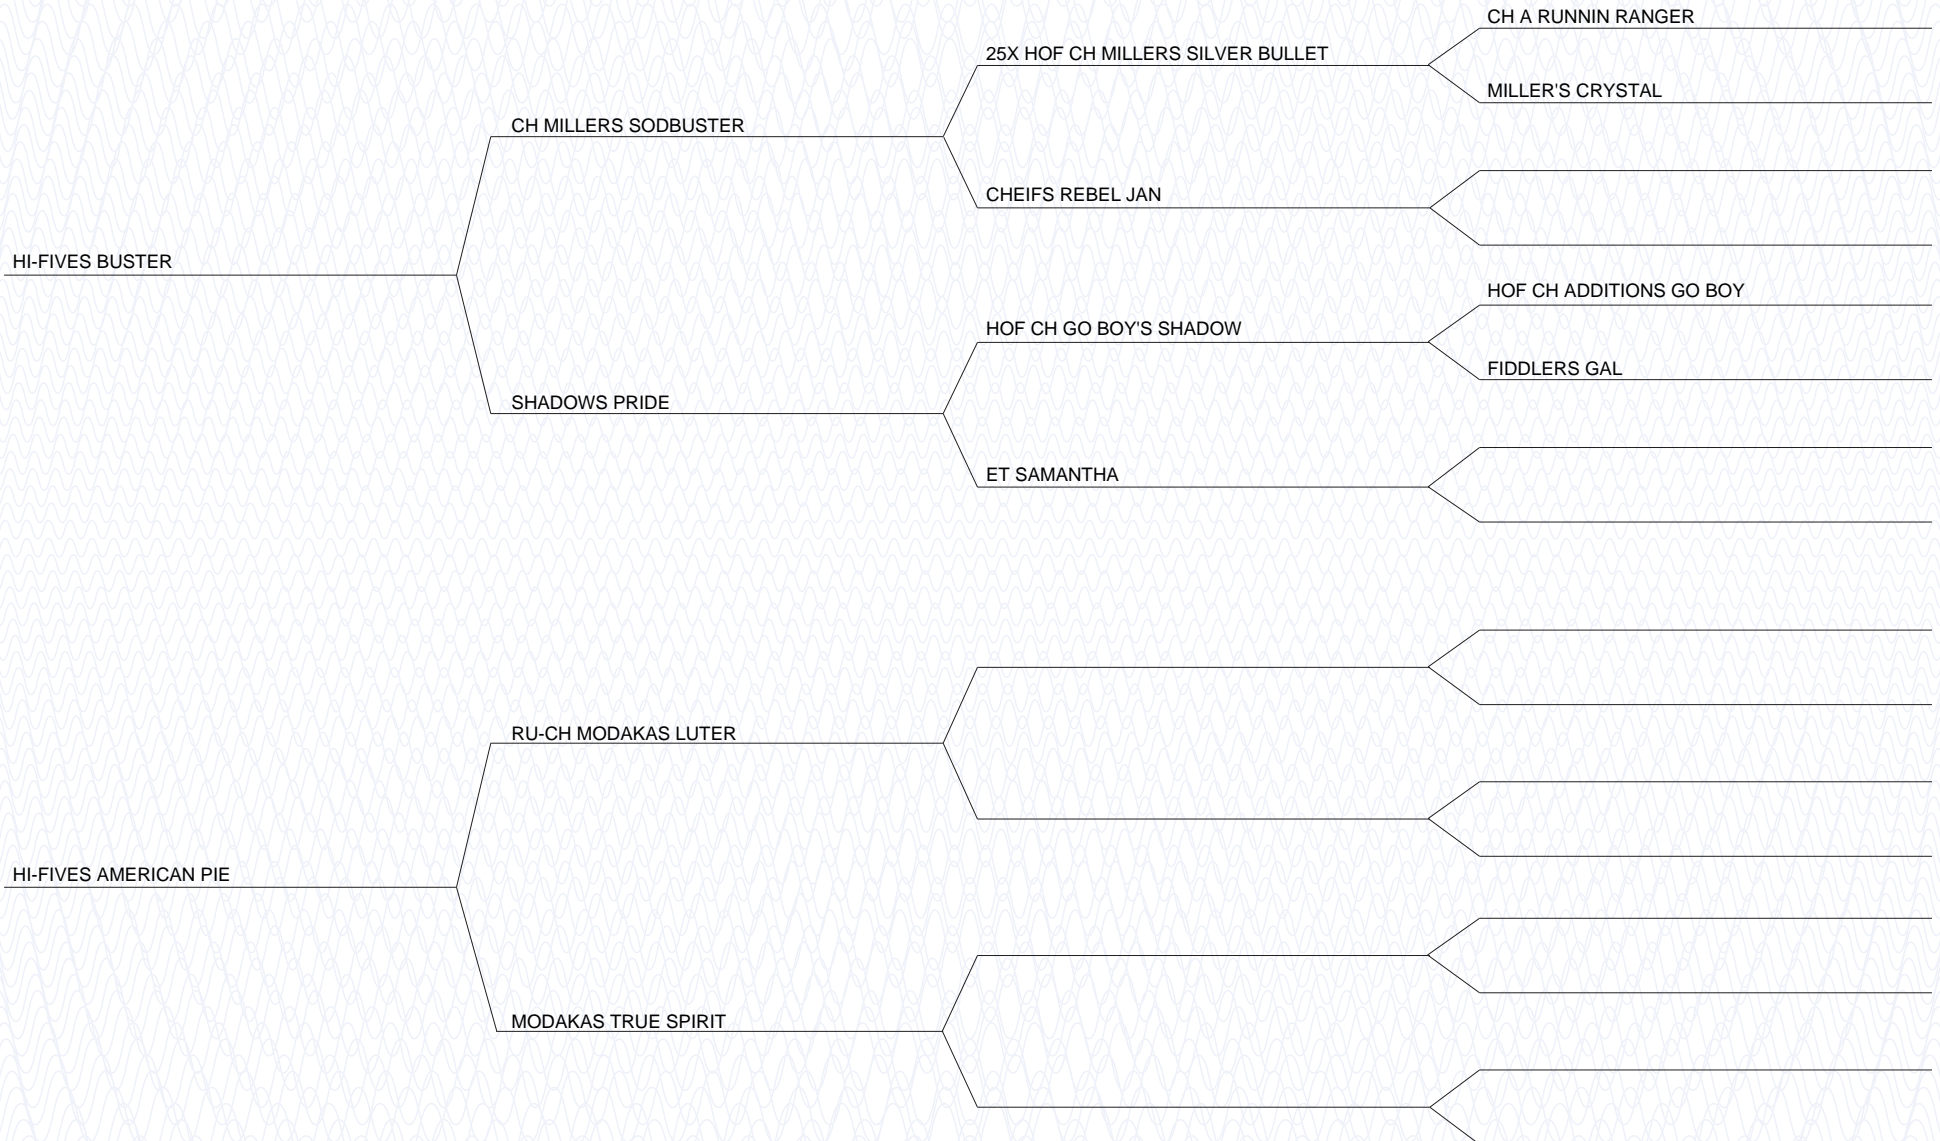 CH A RUNNIN RANGER
25X HOF CH MILLERS SILVER BULLET
MILLER'S CRYSTAL
CH MILLERS SODBUSTER
CHEIFS REBEL JAN
HI-FIVES BUSTER
HOF CH ADDITIONS GO BOY
HOF CH GO BOY'S SHADOW
FIDDLERS GAL
SHADOWS PRIDE
ET SAMANTHA
RU-CH MODAKAS LUTER
HI-FIVES AMERICAN PIE
MODAKAS TRUE SPIRIT